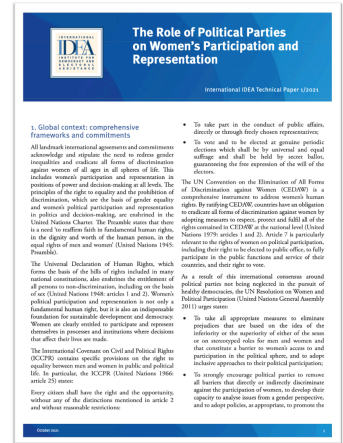 INTERNATIONAL
IDEA
INSTITUTE FOR
DEMOCRACY AND
ELECTORAL
ASSISTANCE
The Role of Political Parties
on Women's Participation and
Representation
International IDEA Technical Paper 1/2021
1. Global context: comprehensive
frameworks and commitments
All landmark international agreements and commitments
acknowledge and stipulate the need to redress gender
inequalities and eradicate all forms of discrimination
against women of all ages in all spheres of life. This
includes women's participation and representation in
positions of power and decision-making at all levels. The
principles of the right to equality and the prohibition of
discrimination, which are the basis of gender equality
and women's political participation and representation
in politics and decision-making, are enshrined in the
United Nations Charter. The Preamble states that there
is a need 'to reaffirm faith in fundamental human rights,
in the dignity and worth of the human person, in the
equal rights of men and women' (United Nations 1945:
Preamble).
The Universal Declaration of Human Rights, which
forms the basis of the bills of rights included in many
national constitutions, also enshrines the entitlement of
all persons to non-discrimination, including on the basis
of sex (United Nations 1948: articles 1 and 2). Women's
political participation and representation is not only a
fundamental human right, but it is also an indispensable
foundation for sustainable development and democracy.
Women are clearly entitled to participate and represent
themselves in processes and institutions where decisions
that affect their lives are made.
The International Covenant on Civil and Political Rights
(ICCPR) contains specific provisions on the right to
equality between men and women in public and political
life. In particular, the ICCPR (United Nations 1966:
article 25) states:
Every citizen shall have the right and the opportunity,
without any of the distinctions mentioned in article 2
and without reasonable restrictions:
• To take part in the conduct of public affairs,
directly or through freely chosen representatives;
• To vote and to be elected at genuine periodic
elections which shall be by universal and equal
suffrage and shall be held by secret ballot,
guaranteeing the free expression of the will of the
electors.
The UN Convention on the Elimination of All Forms
of Discrimination against Women (CEDAW) is a
comprehensive instrument to address women's human
rights. By ratifying CEDAW, countries have an obligation
to eradicate all forms of discrimination against women by
adopting measures to respect, protect and fulfil all of the
rights contained in CEDAW at the national level (United
Nations 1979: articles 1 and 2). Article 7 is particularly
relevant to the rights of women on political participation,
including their right to be elected to public office, to fully
participate in the public functions and service of their
countries, and their right to vote.
As a result of this international consensus around
political parties not being neglected in the pursuit of
healthy democracies, the UN Resolution on Women and
Political Participation (United Nations General Assembly
2011) urges states:
• To take all appropriate measures to eliminate
prejudices that are based on the idea of the
inferiority or the superiority of either of the sexes
or on stereotyped roles for men and women and
that constitute a barrier to women's access to and
participation in the political sphere, and to adopt
inclusive approaches to their political participation;
• To strongly encourage political parties to remove
all barriers that directly or indirectly discriminate
against the participation of women, to develop their
capacity to analyse issues from a gender perspective,
and to adopt policies, as appropriate, to promote the
October 2021